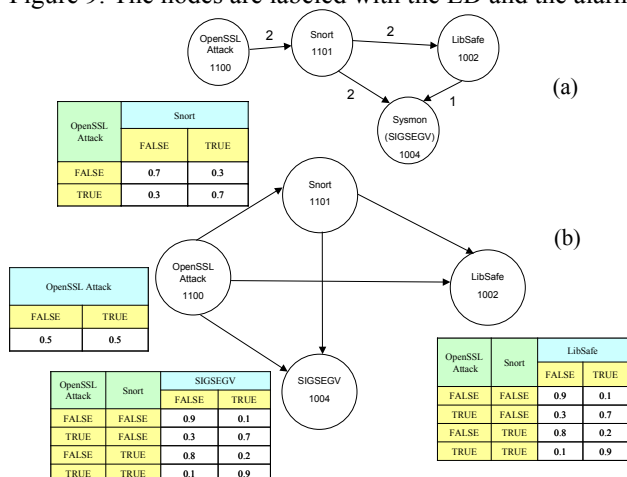 Figure 9. The nodes are labeled with the ED and the alarm
OpenSSL
Attack
1100
2
Snort
1101
2
LibSafe
1002
2
1
Sysmon
(SIGSEGV)
1004
(a)
OpenSSL
Attack
Snort
FALSE TRUE
FALSE 0.7 0.3
TRUE 0.3 0.7
Snort
1101
(b)
OpenSSL
Attack
1100
LibSafe
1002
SIGSEGV
1004
OpenSSL Attack
FALSE TRUE
0.5 0.5
OpenSSL
Attack
Snort
SIGSEGV
FALSE TRUE
FALSE FALSE 0.9 0.1
TRUE FALSE 0.3 0.7
FALSE TRUE 0.8 0.2
TRUE TRUE 0.1 0.9
OpenSSL
Attack
Snort
LibSafe
FALSE TRUE
FALSE FALSE 0.9 0.1
TRUE FALSE 0.3 0.7
FALSE TRUE 0.8 0.2
TRUE TRUE 0.1 0.9